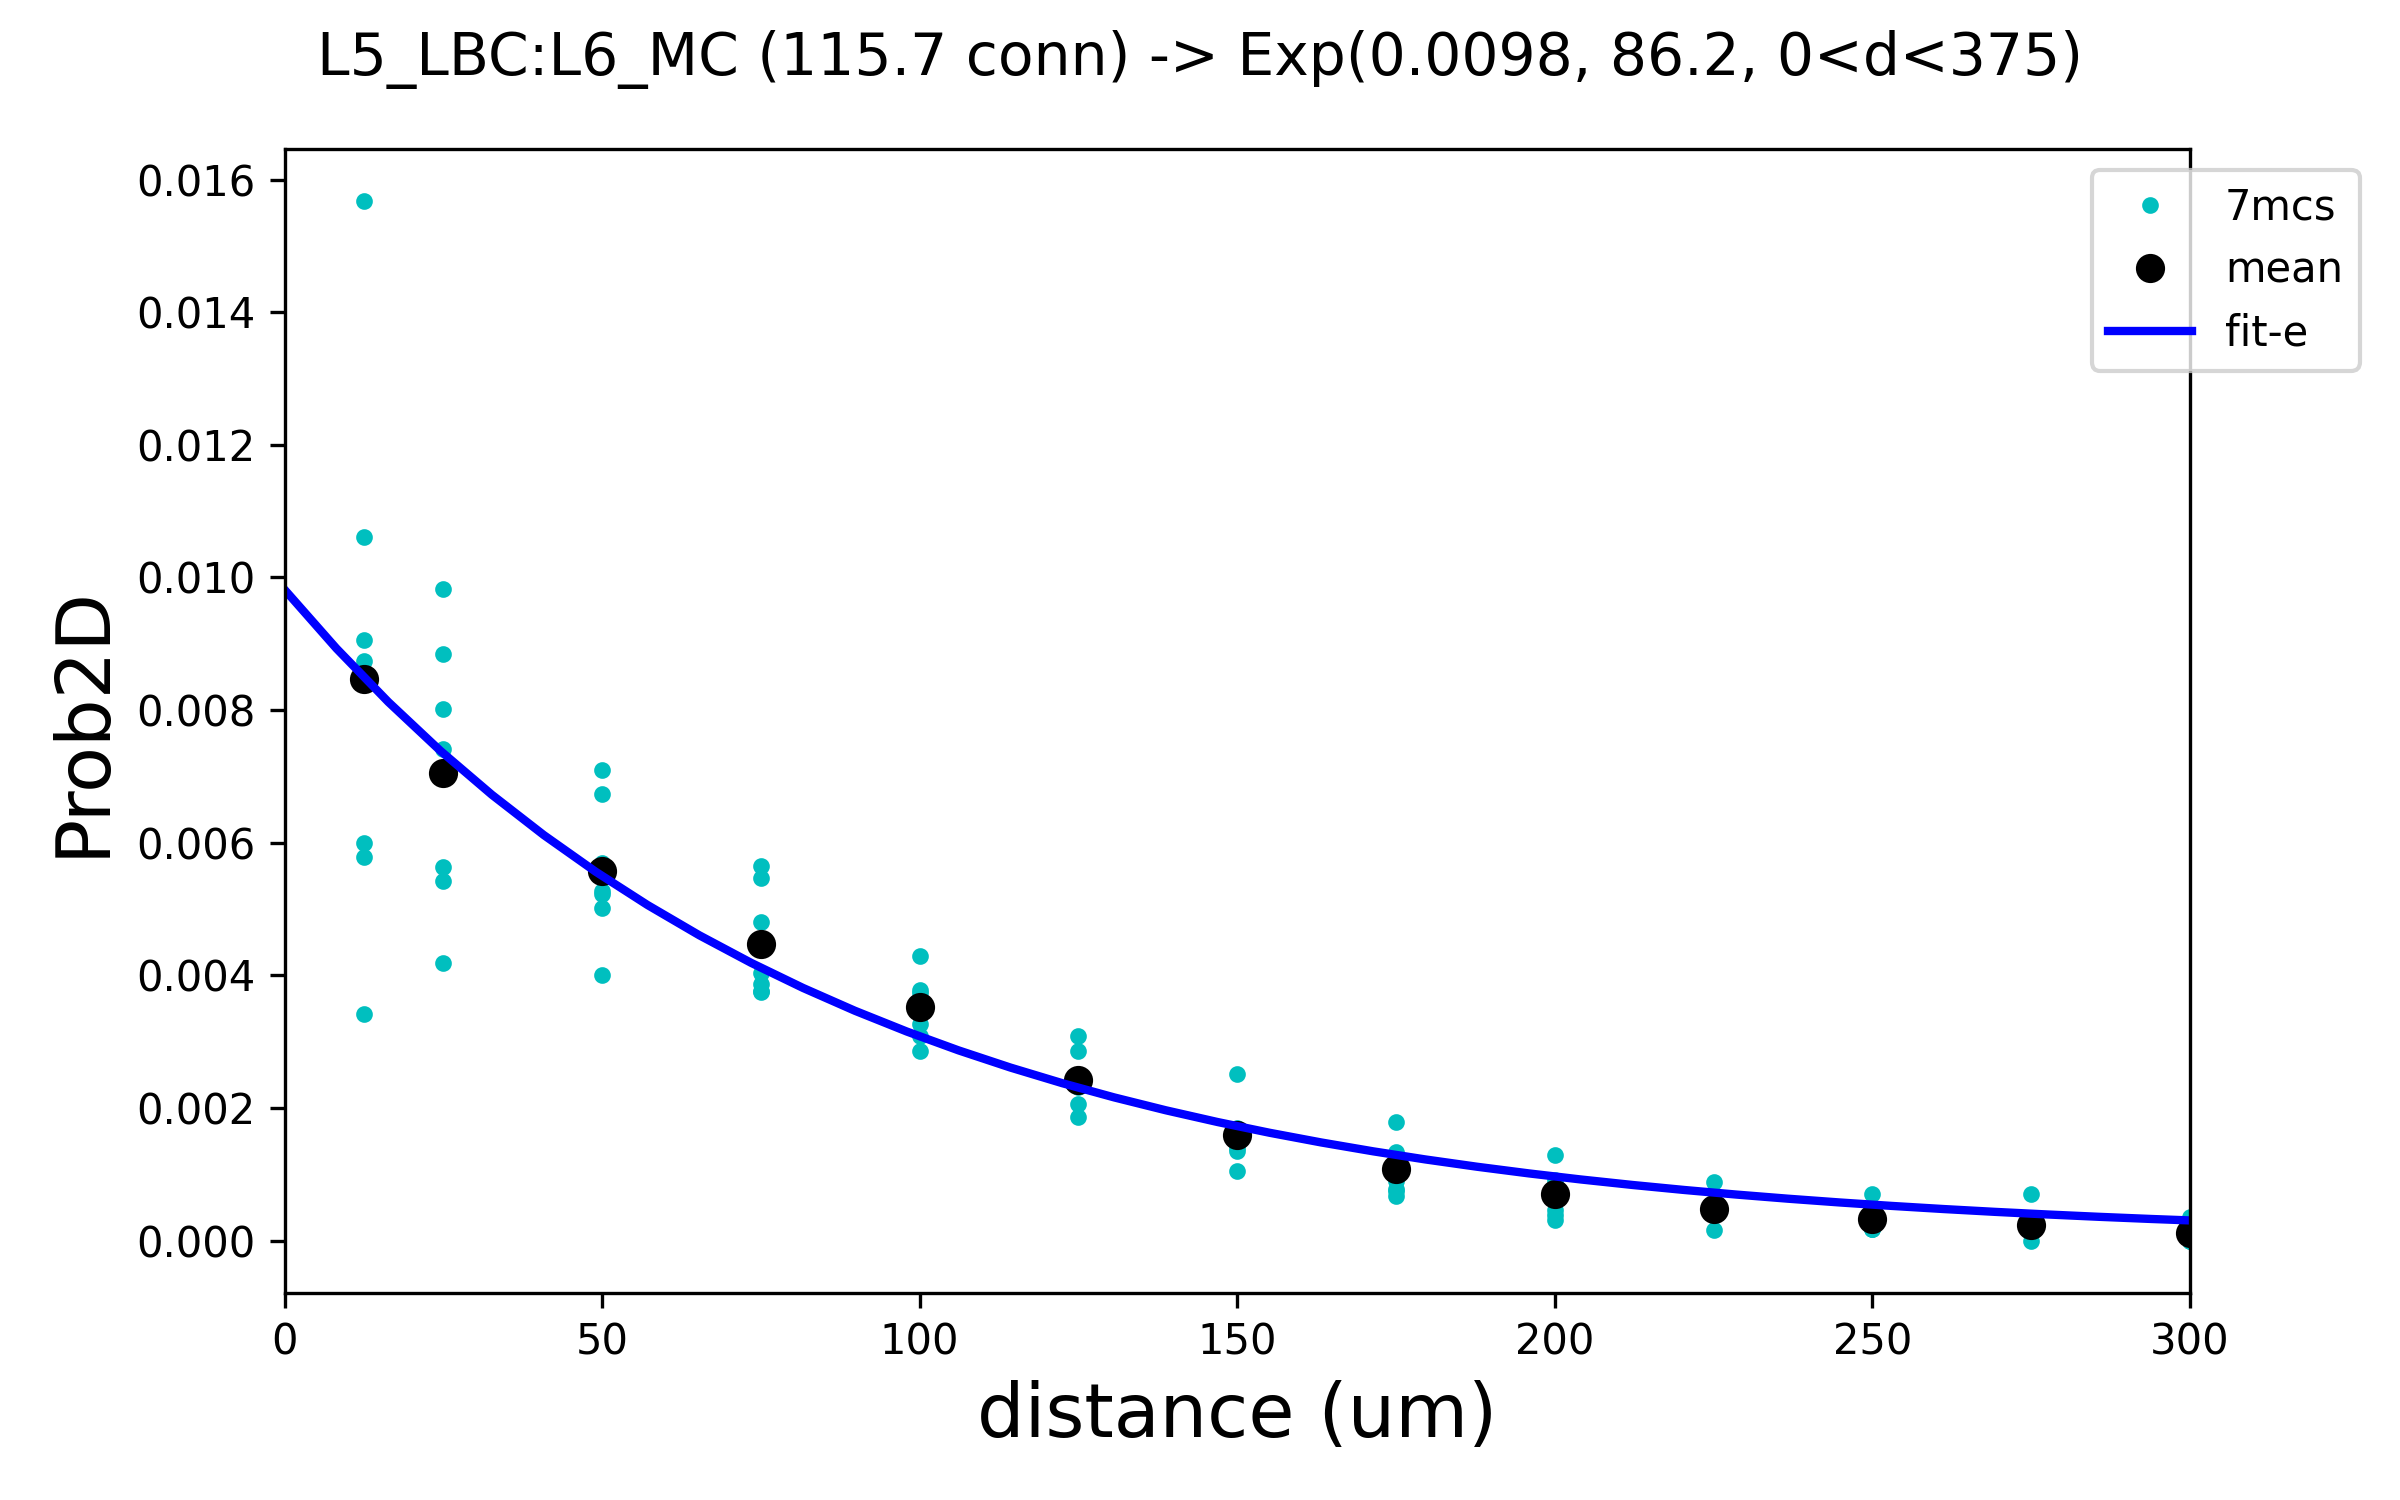 L5_LBC:L6_MC (115.7 conn) -> Exp(0.0098, 86.2, 0<d<375)
7mcs
mean
fit-e
Prob2D
0.016
0.014
0.012
0.010
0.008
0.006
0.004
0.002
0.000
0 50 100 150 200 250 300
distance (um)